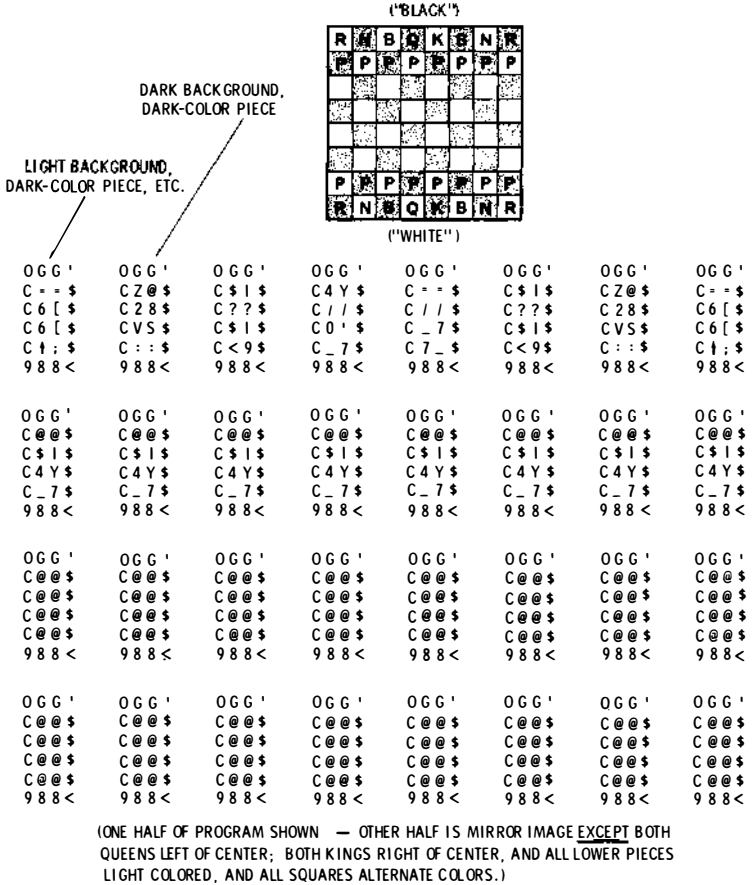 ("BLACK")
R N B Q K B N R
P P P P P P P P
DARK BACKGROUND,
DARK-COLOR PIECE
LIGHT BACKGROUND,
DARK-COLOR PIECE, ETC.
P P P P P P P P
R N B Q K B N R
("WHITE")
OGG' OGG' OGG' OGG' OGG' OGG' OGG' OGG'
C==$ CZ@$ C$I$ C4Y$ C==$ C$I$ CZ@$ C==$
C6[$ C28$ C??$ C//$ C//$ C??$ C28$ C6[$
C6[$ CVS$ C$I$ C0'$ C_7$ C$I$ CVS$ C6[$
C†;$ C::$ C<9$ C_7$ C7_$ C<9$ C::$ C†;$
988< 988< 988< 988< 988< 988< 988< 988<
OGG' OGG' OGG' OGG' OGG' OGG' OGG' OGG'
C@@$ C@@$ C@@$ C@@$ C@@$ C@@$ C@@$ C@@$
C$I$ C$I$ C$I$ C$I$ C$I$ C$I$ C$I$ C$I$
C4Y$ C4Y$ C4Y$ C4Y$ C4Y$ C4Y$ C4Y$ C4Y$
C_7$ C_7$ C_7$ C_7$ C_7$ C_7$ C_7$ C_7$
988< 988< 988< 988< 988< 988< 988< 988<
OGG' OGG' OGG' OGG' OGG' OGG' OGG' OGG'
C@@$ C@@$ C@@$ C@@$ C@@$ C@@$ C@@$ C@@$
C@@$ C@@$ C@@$ C@@$ C@@$ C@@$ C@@$ C@@$
C@@$ C@@$ C@@$ C@@$ C@@$ C@@$ C@@$ C@@$
C@@$ C@@$ C@@$ C@@$ C@@$ C@@$ C@@$ C@@$
988< 988< 988< 988< 988< 988< 988< 988<
OGG' OGG' OGG' OGG' OGG' OGG' OGG' OGG'
C@@$ C@@$ C@@$ C@@$ C@@$ C@@$ C@@$ C@@$
C@@$ C@@$ C@@$ C@@$ C@@$ C@@$ C@@$ C@@$
C@@$ C@@$ C@@$ C@@$ C@@$ C@@$ C@@$ C@@$
C@@$ C@@$ C@@$ C@@$ C@@$ C@@$ C@@$ C@@$
988< 988< 988< 988< 988< 988< 988< 988<
(ONE HALF OF PROGRAM SHOWN — OTHER HALF IS MIRROR IMAGE EXCEPT BOTH
QUEENS LEFT OF CENTER; BOTH KINGS RIGHT OF CENTER, AND ALL LOWER PIECES
LIGHT COLORED, AND ALL SQUARES ALTERNATE COLORS.)